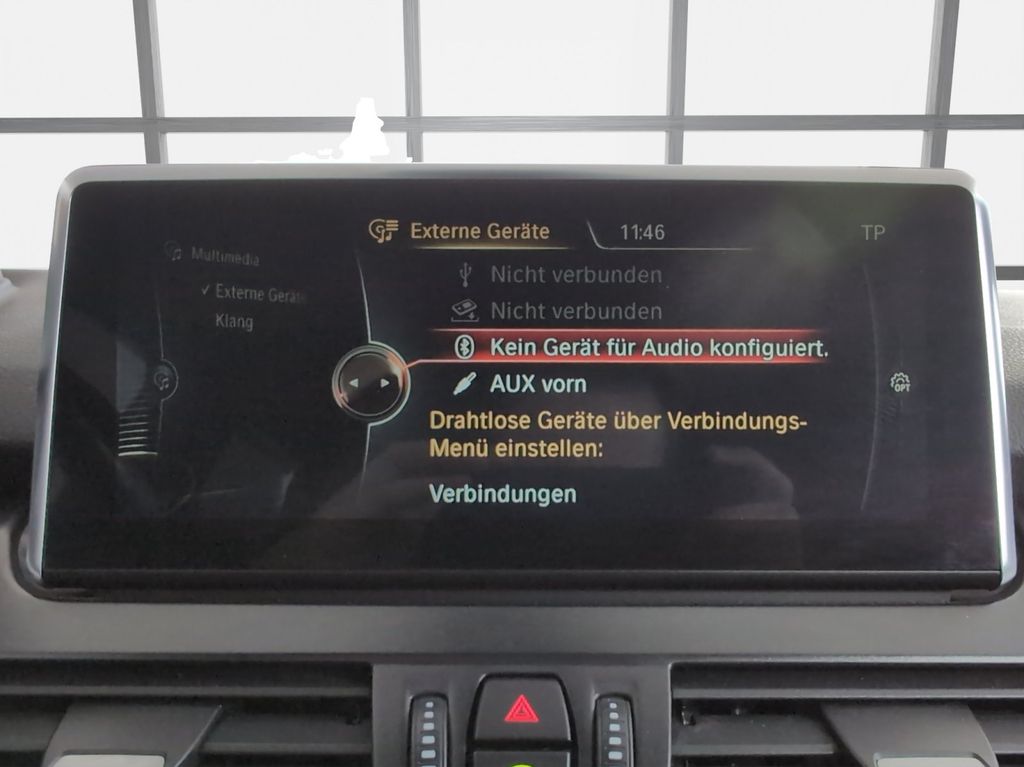 Externe Geräte
11:46
TP
Multimedia
Externe Geräte
Klang
Nicht verbunden
Nicht verbunden
Kein Gerät für Audio konfiguiert.
AUX vorn
Drahtlose Geräte über Verbindungs-
Menü einstellen:
Verbindungen
OPT